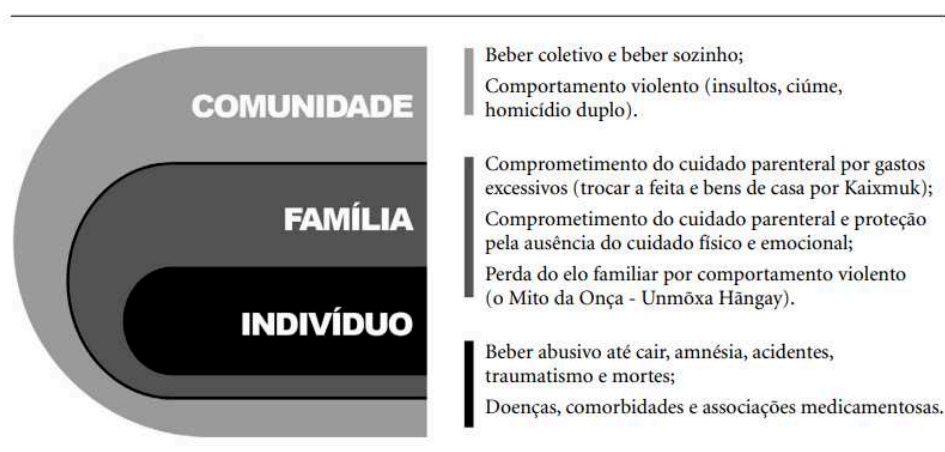 COMUNIDADE
Beber coletivo e beber sozinho;
Comportamento violento (insultos, ciúme,
homicídio duplo).
FAMÍLIA
Comprometimento do cuidado parenteral por gastos
excessivos (trocar a feita e bens de casa por Kaixmuk);
Comprometimento do cuidado parenteral e proteção
pela ausência do cuidado físico e emocional;
Perda do elo familiar por comportamento violento
(o Mito da Onça - Unmõxa Hãngay).
INDIVÍDUO
Beber abusivo até cair, amnésia, acidentes,
traumatismo e mortes;
Doenças, comorbidades e associações medicamentosas.